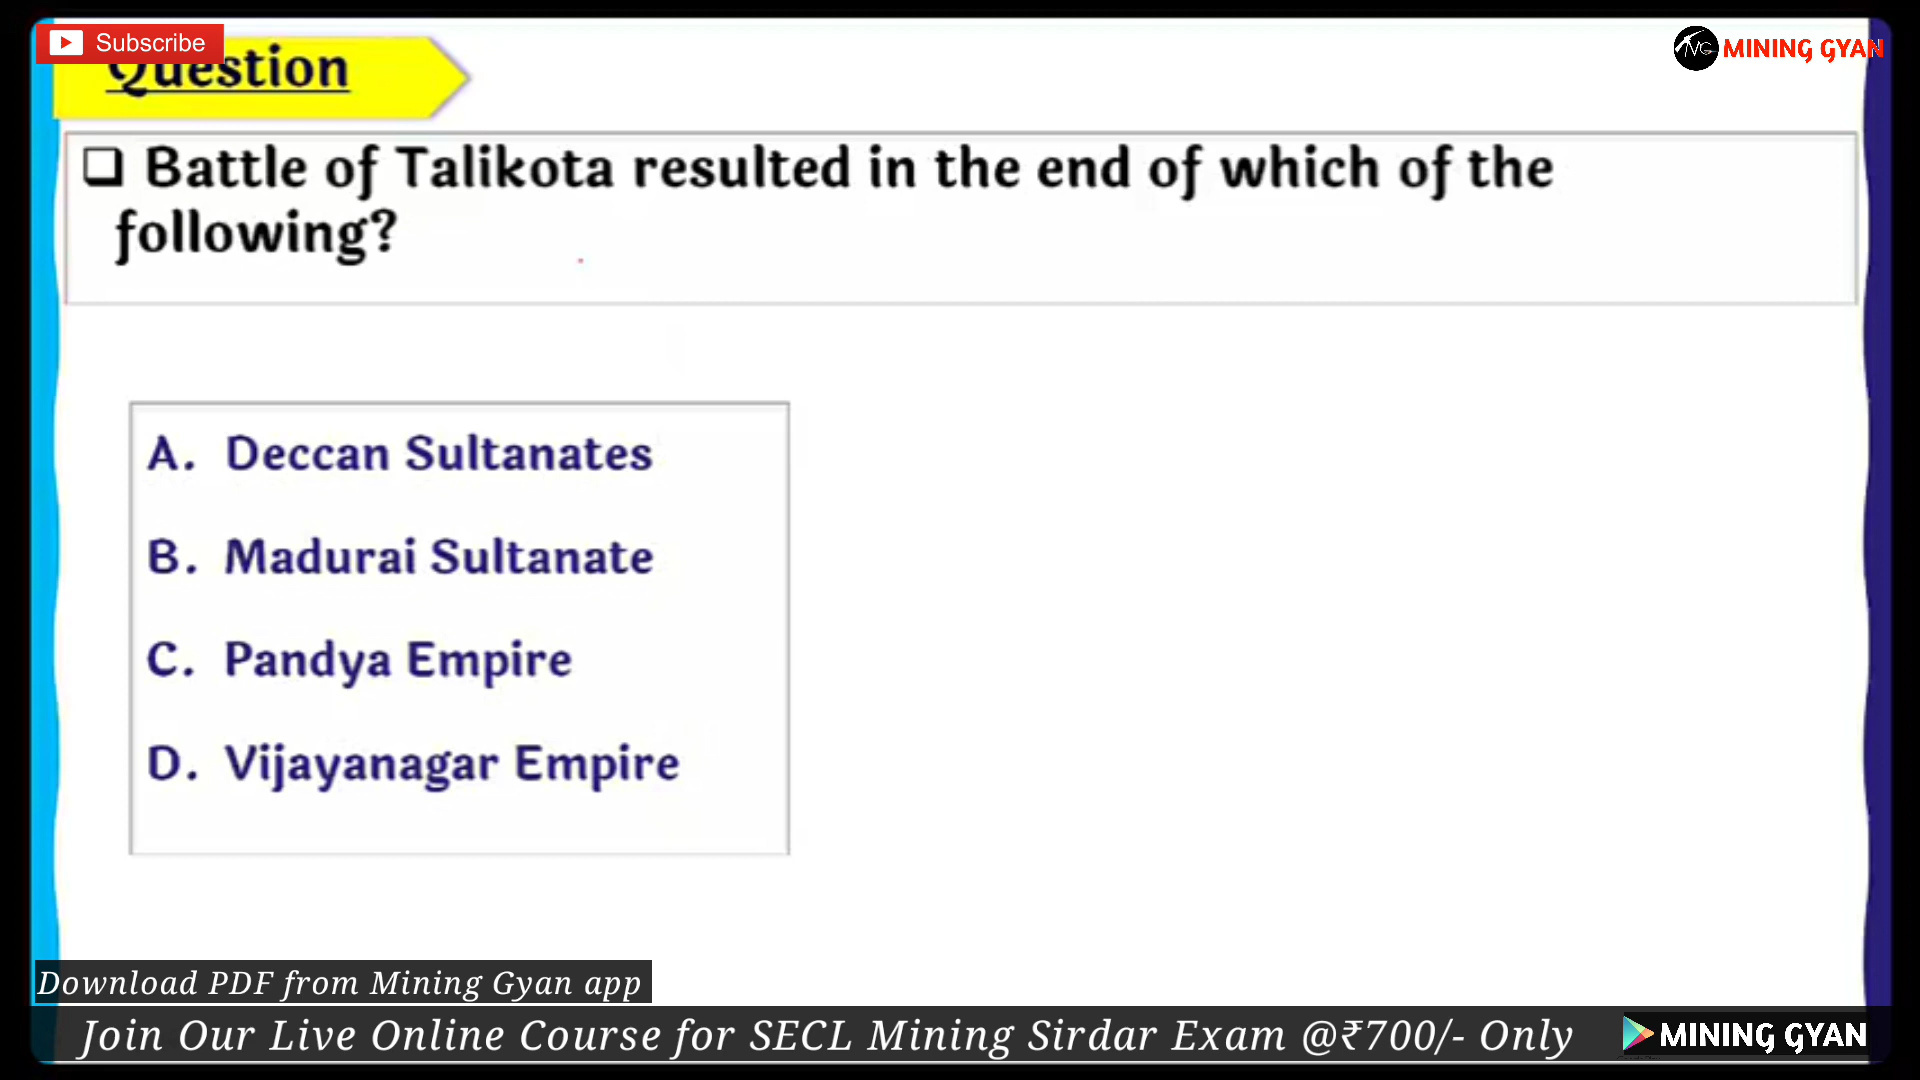 Subscribe
MINING GYAN
Question
❑ Battle of Talikota resulted in the end of which of the
following?
A. Deccan Sultanates
B. Madurai Sultanate
C. Pandya Empire
D. Vijayanagar Empire
Download PDF from Mining Gyan app
Join Our Live Online Course for SECL Mining Sirdar Exam @₹700/- Only
MINING GYAN